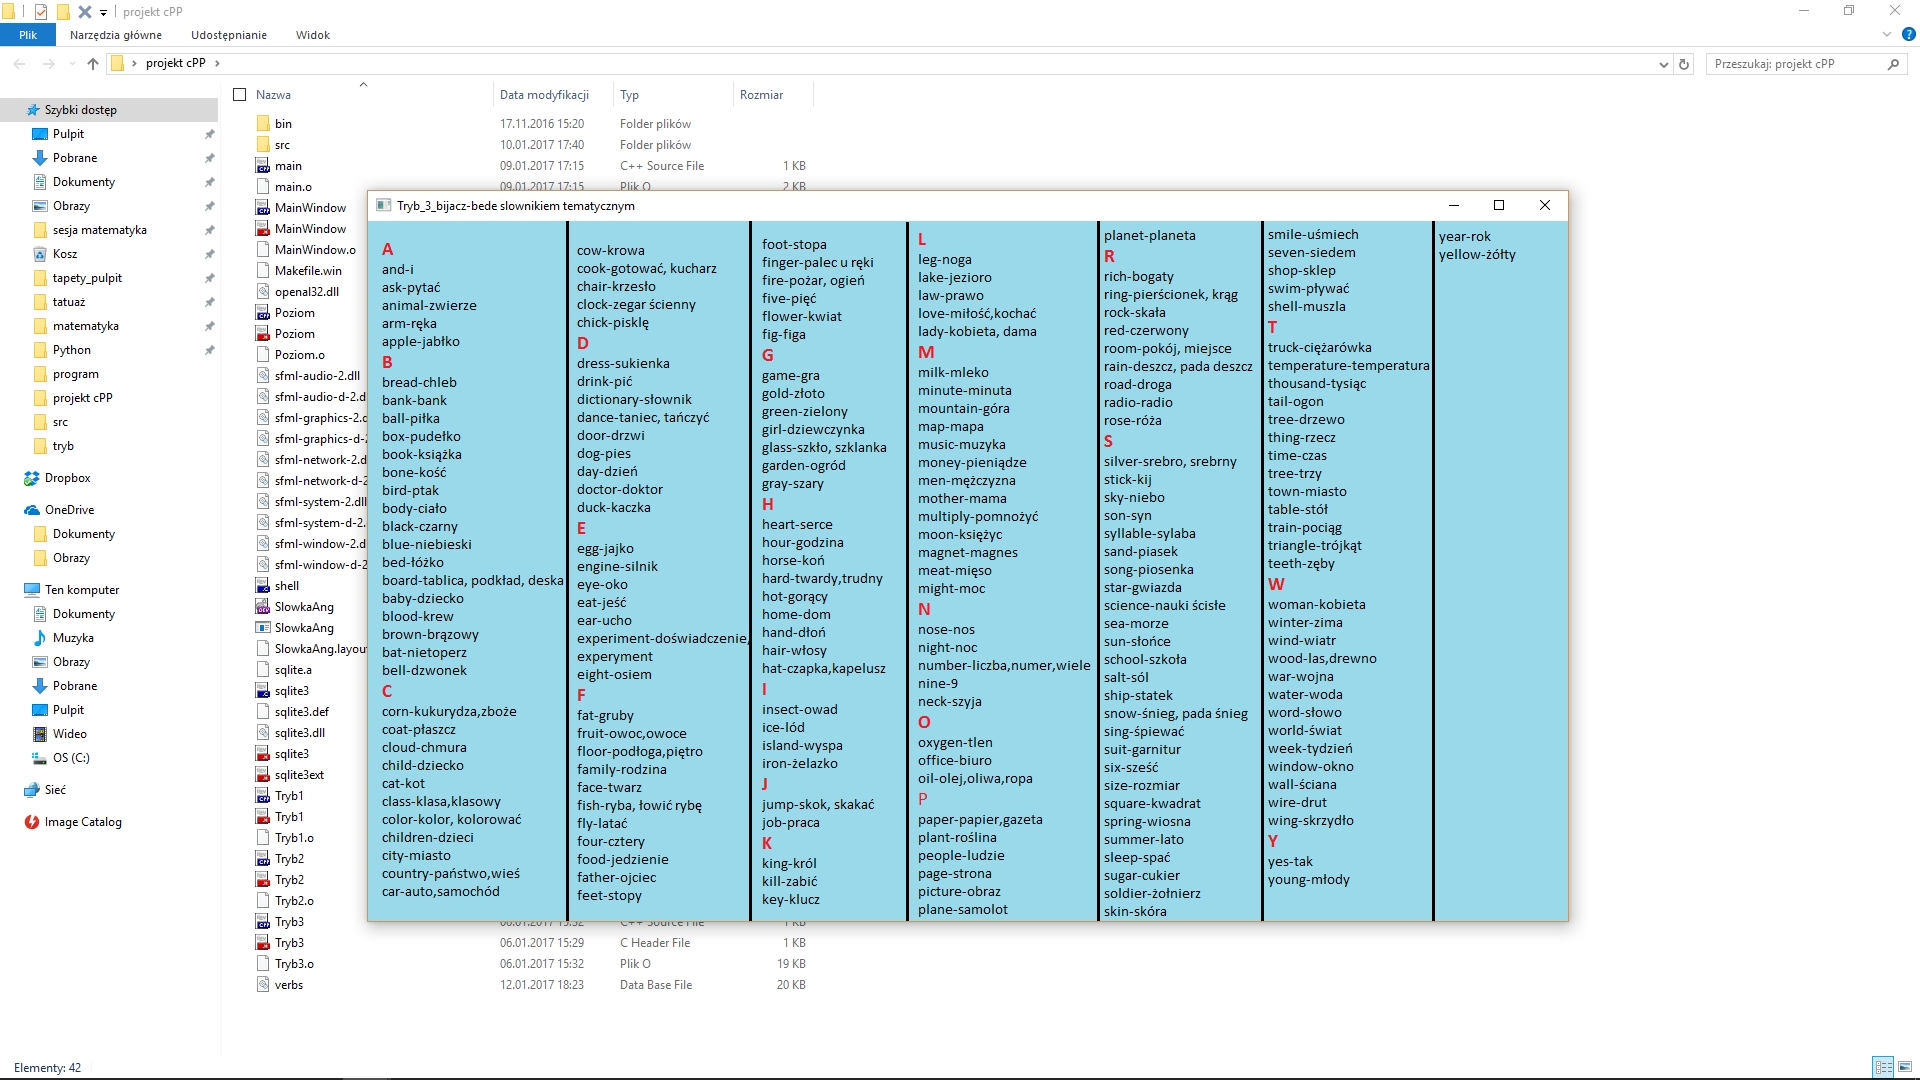 projekt cPP
Plik
Narzędzia główne
Udostępnianie
Widok
projekt cPP
Przeszukaj: projekt cPP
Szybki dostęp
Pulpit
Pobrane
Dokumenty
Obrazy
sesja matematyka
Kosz
tapety_pulpit
tatuaż
matematyka
Python
program
projekt cPP
src
tryb
Dropbox
OneDrive
Dokumenty
Obrazy
Ten komputer
Dokumenty
Muzyka
Obrazy
Pobrane
Pulpit
Wideo
OS (C:)
Sieć
Image Catalog
Nazwa Data modyfikacji Typ Rozmiar
bin 17.11.2016 15:20 Folder plików
src 10.01.2017 17:40 Folder plików
main 09.01.2017 17:15 C++ Source File 1 KB
main.o 09.01.2017 17:15 Plik O 2 KB
MainWindow
MainWindow
MainWindow.o
Makefile.win
openal32.dll
Poziom
Poziom
Poziom.o
sfml-audio-2.dll
sfml-audio-d-2.d
sfml-graphics-2.d
sfml-graphics-d-2
sfml-network-2.d
sfml-network-d-2
sfml-system-2.dll
sfml-system-d-2.
sfml-window-2.d
sfml-window-d-2
shell
SlowkaAng
SlowkaAng
SlowkaAng.layou
sqlite.a
sqlite3
sqlite3.def
sqlite3.dll
sqlite3
sqlite3ext
Tryb1
Tryb1
Tryb1.o
Tryb2
Tryb2
Tryb2.o
Tryb3 06.01.2017 15:32 C++ Source File 1 KB
Tryb3 06.01.2017 15:29 C Header File 1 KB
Tryb3.o 06.01.2017 15:32 Plik O 19 KB
verbs 12.01.2017 18:23 Data Base File 20 KB
Tryb_3_bijacz-bede slownikiem tematycznym
A
and-i
ask-pytać
animal-zwierze
arm-ręka
apple-jabłko
B
bread-chleb
bank-bank
ball-piłka
box-pudełko
book-książka
bone-kość
bird-ptak
body-ciało
black-czarny
blue-niebieski
bed-łóżko
board-tablica, podkład, deska
baby-dziecko
blood-krew
brown-brązowy
bat-nietoperz
bell-dzwonek
C
corn-kukurydza,zboże
coat-płaszcz
cloud-chmura
child-dziecko
cat-kot
class-klasa,klasowy
color-kolor, kolorować
children-dzieci
city-miasto
country-państwo,wieś
car-auto,samochód
cow-krowa
cook-gotować, kucharz
chair-krzesło
clock-zegar ścienny
chick-pisklę
D
dress-sukienka
drink-pić
dictionary-słownik
dance-taniec, tańczyć
door-drzwi
dog-pies
day-dzień
doctor-doktor
duck-kaczka
E
egg-jajko
engine-silnik
eye-oko
eat-jeść
ear-ucho
experiment-doświadczenie,
experyment
eight-osiem
F
fat-gruby
fruit-owoc,owoce
floor-podłoga,piętro
family-rodzina
face-twarz
fish-ryba, łowić rybę
fly-latać
four-cztery
food-jedzienie
father-ojciec
feet-stopy
foot-stopa
finger-palec u ręki
fire-pożar, ogień
five-pięć
flower-kwiat
fig-figa
G
game-gra
gold-złoto
green-zielony
girl-dziewczynka
glass-szkło, szklanka
garden-ogród
gray-szary
H
heart-serce
hour-godzina
horse-koń
hard-twardy,trudny
hot-gorący
home-dom
hand-dłoń
hair-włosy
hat-czapka,kapelusz
I
insect-owad
ice-lód
island-wyspa
iron-żelazko
J
jump-skok, skakać
job-praca
K
king-król
kill-zabić
key-klucz
L
leg-noga
lake-jezioro
law-prawo
love-miłość,kochać
lady-kobieta, dama
M
milk-mleko
minute-minuta
mountain-góra
map-mapa
music-muzyka
money-pieniądze
men-mężczyzna
mother-mama
multiply-pomnożyć
moon-księżyc
magnet-magnes
meat-mięso
might-moc
N
nose-nos
night-noc
number-liczba,numer,wiele
nine-9
neck-szyja
O
oxygen-tlen
office-biuro
oil-olej,oliwa,ropa
P
paper-papier,gazeta
plant-roślina
people-ludzie
page-strona
picture-obraz
plane-samolot
planet-planeta
R
rich-bogaty
ring-pierścionek, krąg
rock-skała
red-czerwony
room-pokój, miejsce
rain-deszcz, pada deszcz
road-droga
radio-radio
rose-róża
S
silver-srebro, srebrny
stick-kij
sky-niebo
son-syn
syllable-sylaba
sand-piasek
song-piosenka
star-gwiazda
science-nauki ścisłe
sea-morze
sun-słońce
school-szkoła
salt-sól
ship-statek
snow-śnieg, pada śnieg
sing-śpiewać
suit-garnitur
six-sześć
size-rozmiar
square-kwadrat
spring-wiosna
summer-lato
sleep-spać
sugar-cukier
soldier-żołnierz
skin-skóra
smile-uśmiech
seven-siedem
shop-sklep
swim-pływać
shell-muszla
T
truck-ciężarówka
temperature-temperatura
thousand-tysiąc
tail-ogon
tree-drzewo
thing-rzecz
time-czas
tree-trzy
town-miasto
table-stół
train-pociąg
triangle-trójkąt
teeth-zęby
W
woman-kobieta
winter-zima
wind-wiatr
wood-las,drewno
war-wojna
water-woda
word-słowo
world-świat
week-tydzień
window-okno
wall-ściana
wire-drut
wing-skrzydło
Y
yes-tak
young-młody
year-rok
yellow-żółty
Elementy: 42